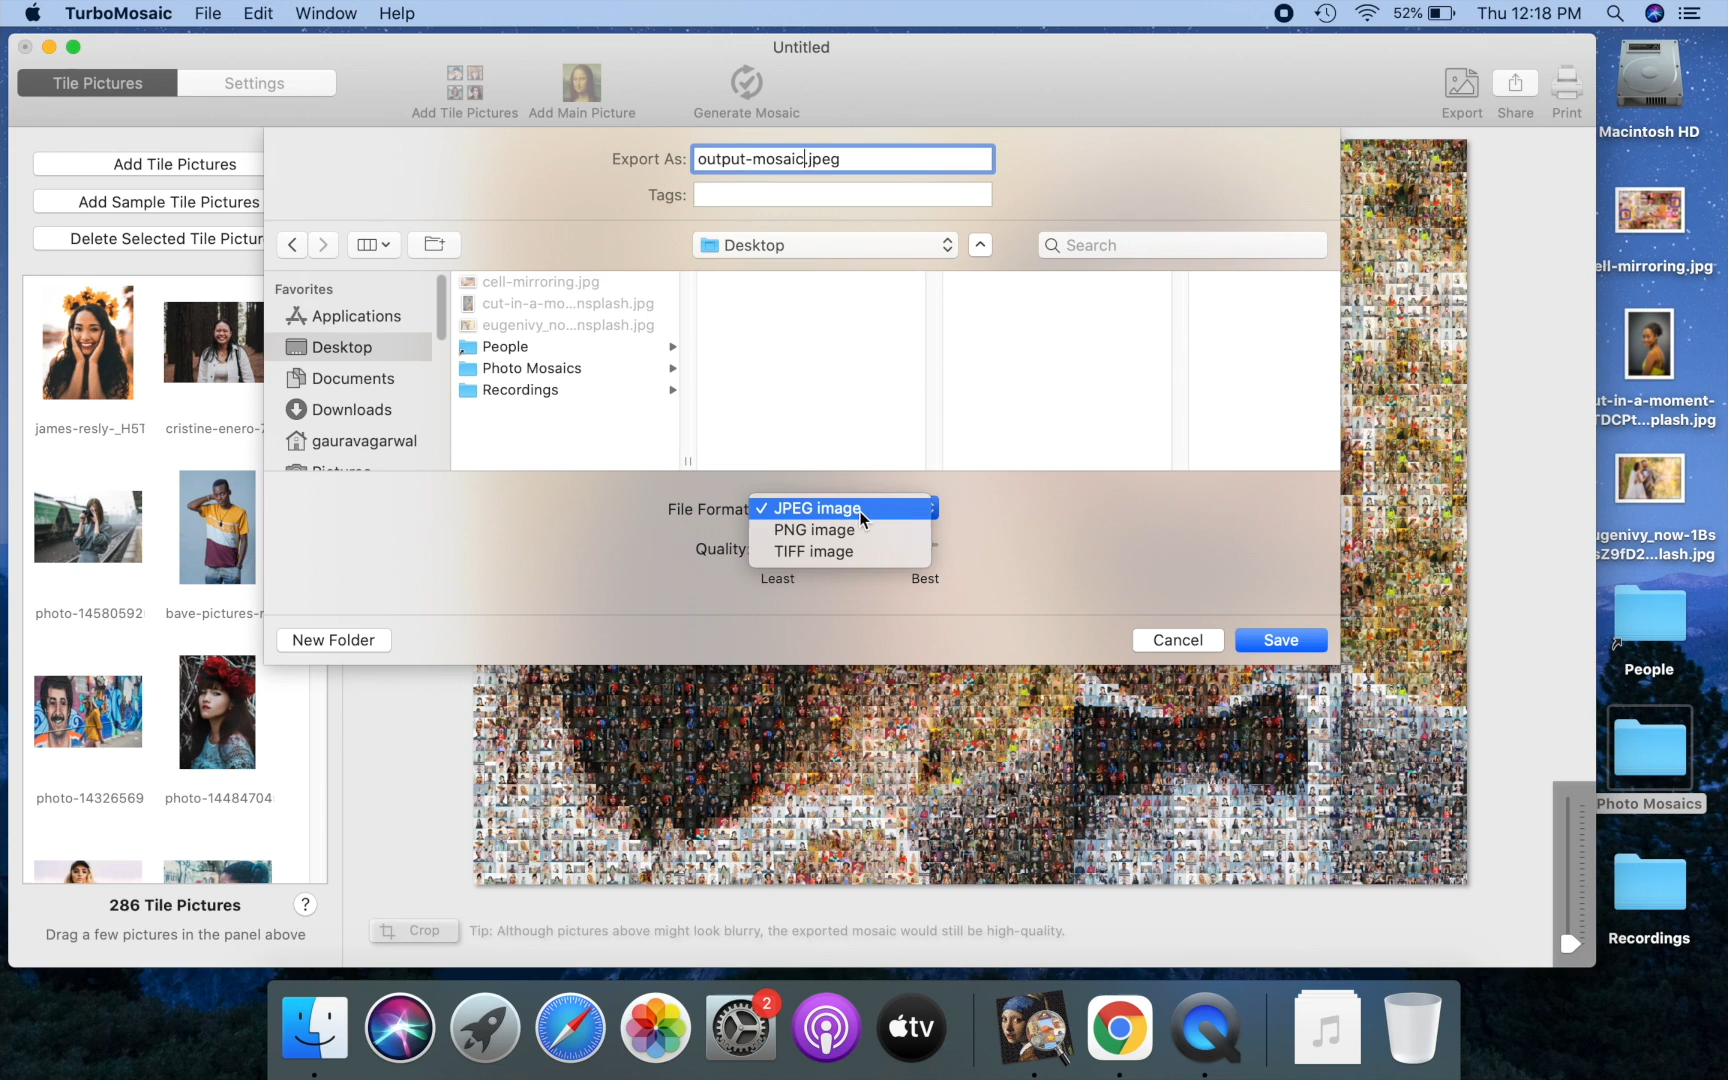 TurboMosaic File Edit Window Help 52% Thu 12:18 PM
Untitled
Tile Pictures Settings
Add Tile Pictures Add Main Picture Generate Mosaic Export Share Print
Macintosh HD
Export As: output-mosaic.jpeg
Tags:
Add Tile Pictures
Add Sample Tile Pictures
Delete Selected Tile Pictur
Desktop Search
Favorites
Applications
Desktop
Documents
Downloads
gauravagarwal
cell-mirroring.jpg
cut-in-a-mo...nsplash.jpg
eugenivy_no...nsplash.jpg
People
Photo Mosaics
Recordings
ell-mirroring.jpg
ut-in-a-moment-
TDCPt...plash.jpg
james-resly-_H5T cristine-enero-7
File Format
JPEG image
PNG image
TIFF image
Quality:
Least Best
New Folder Cancel Save
photo-14580592 bave-pictures-r
photo-14326569 photo-14484704
286 Tile Pictures ?
Drag a few pictures in the panel above
Crop Tip: Although pictures above might look blurry, the exported mosaic would still be high-quality.
ugenivy_now-1Bs
sZ9fD2...lash.jpg
People
Photo Mosaics
Recordings
2
tv